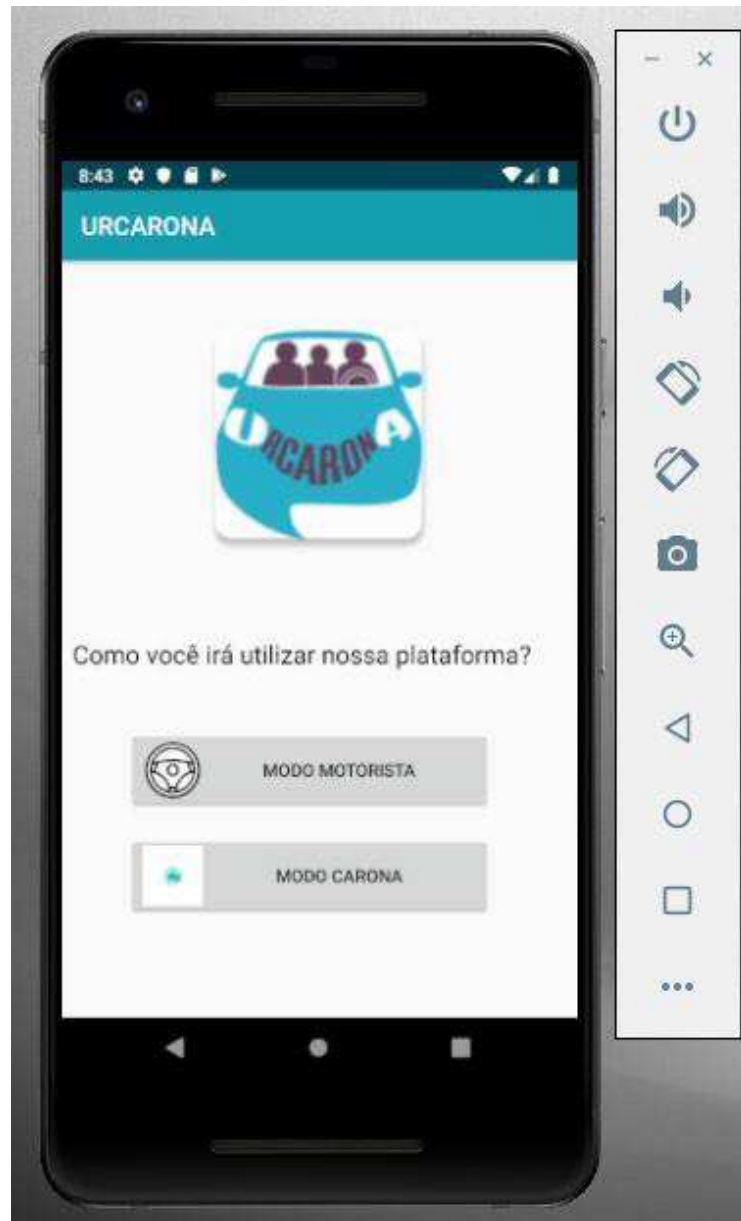 8:43
URCARONA
URCARONA
Como você irá utilizar nossa plataforma?
MODO MOTORISTA
MODO CARONA